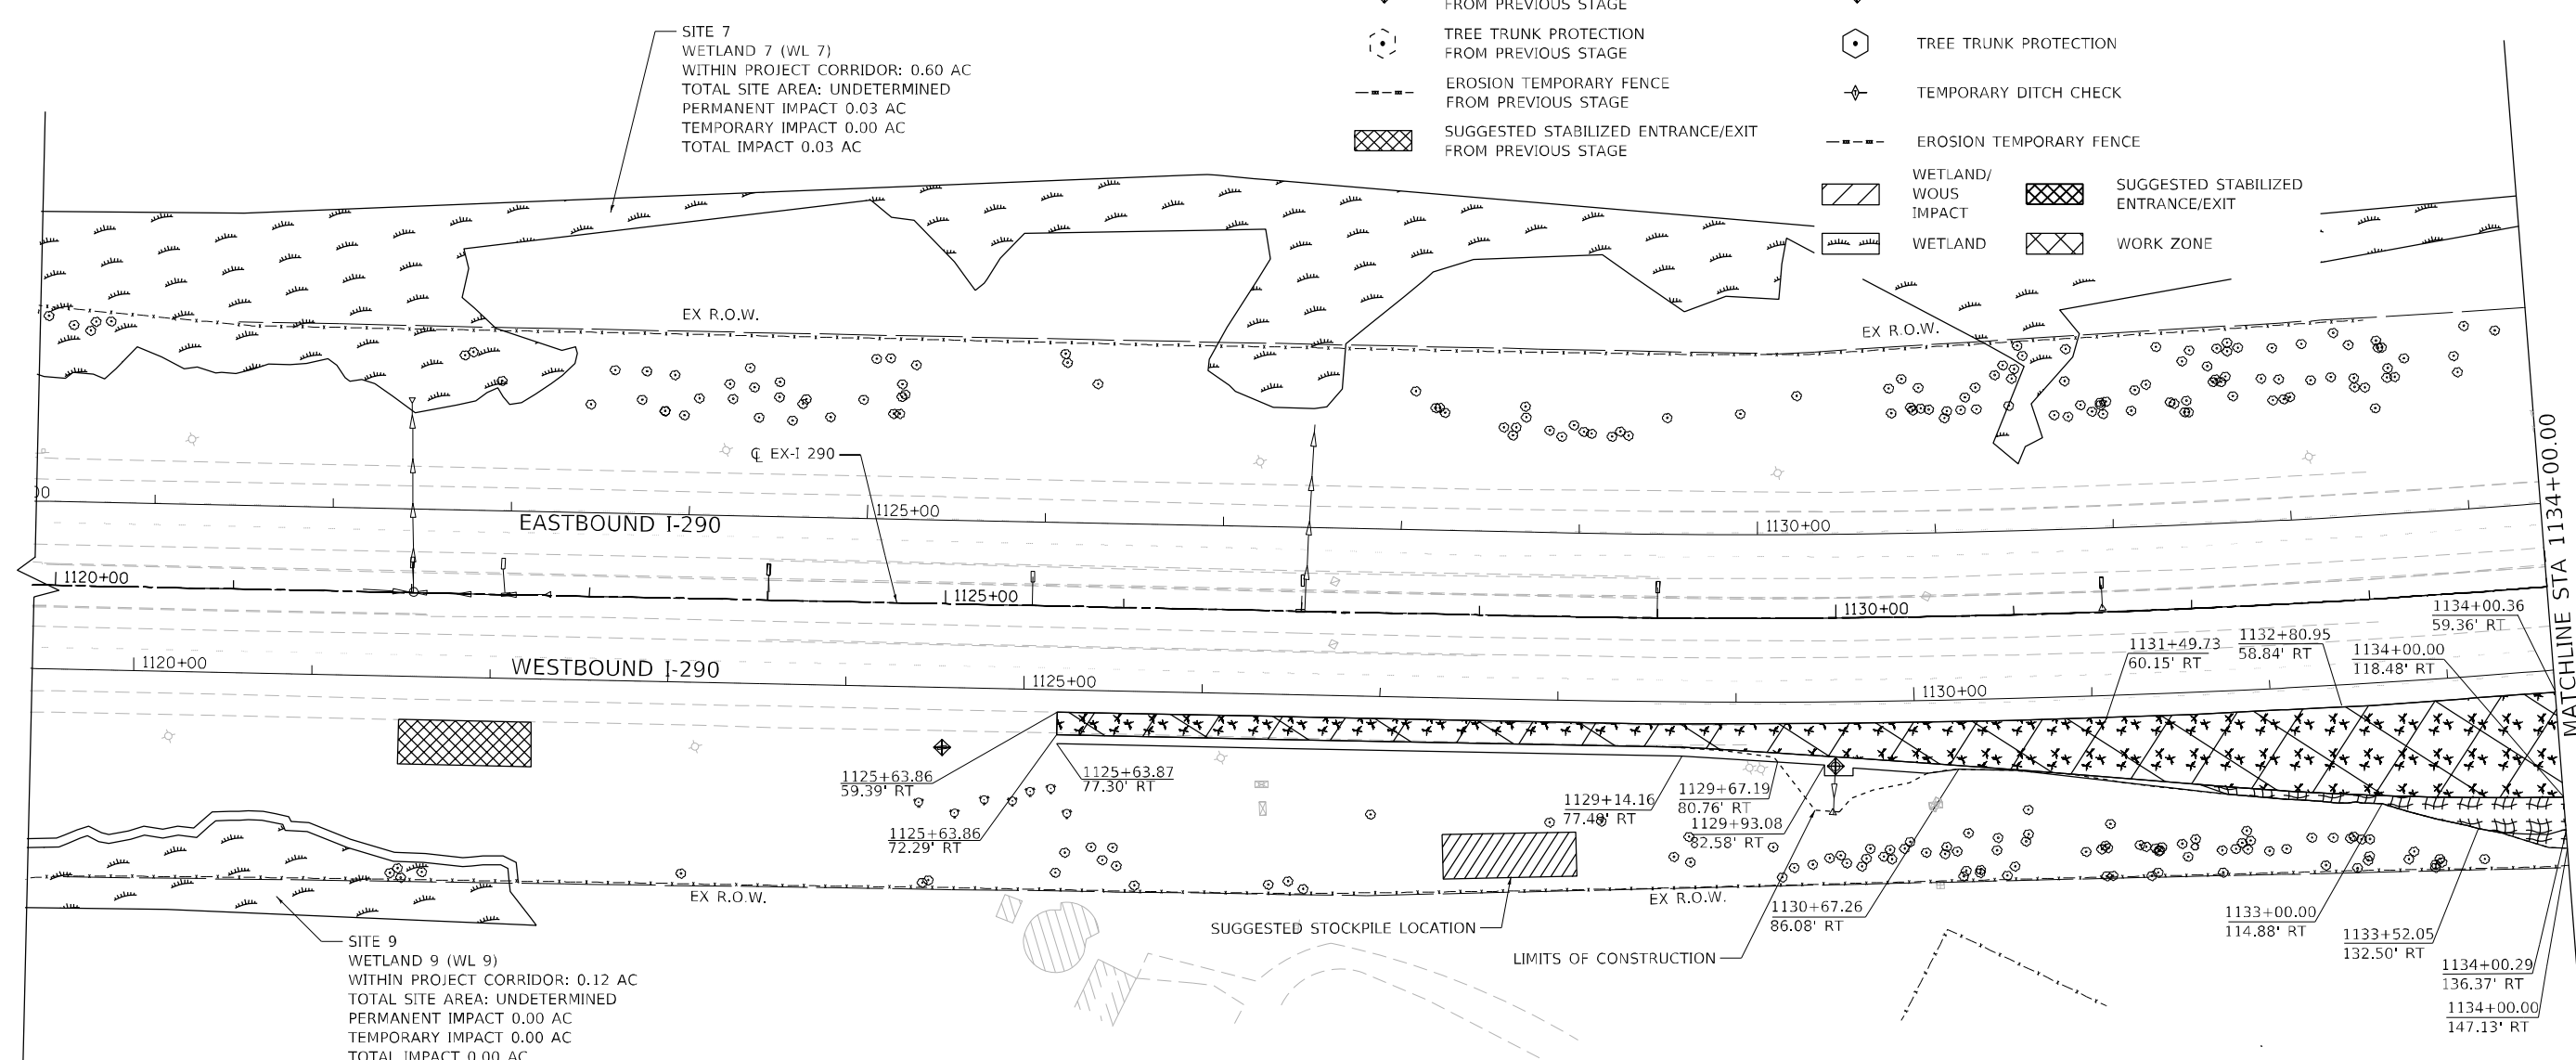 FROM PREVIOUS STAGE
TREE TRUNK PROTECTION
FROM PREVIOUS STAGE
EROSION TEMPORARY FENCE
FROM PREVIOUS STAGE
SUGGESTED STABILIZED ENTRANCE/EXIT
FROM PREVIOUS STAGE
TREE TRUNK PROTECTION
TEMPORARY DITCH CHECK
EROSION TEMPORARY FENCE
WETLAND/
WOUS
IMPACT
SUGGESTED STABILIZED
ENTRANCE/EXIT
WETLAND
WORK ZONE
SITE 7
WETLAND 7 (WL 7)
WITHIN PROJECT CORRIDOR: 0.60 AC
TOTAL SITE AREA: UNDETERMINED
PERMANENT IMPACT 0.03 AC
TEMPORARY IMPACT 0.00 AC
TOTAL IMPACT 0.03 AC
EX R.O.W.
EX R.O.W.
℄ EX-I 290
1125+00
EASTBOUND I-290
1130+00
1120+00
1125+00
1130+00
1120+00
WESTBOUND I-290
1125+00
1130+00
MATCHLINE STA 1134+00.00
1134+00.36
59.36' RT
1131+49.73
60.15' RT
1132+80.95
58.84' RT
1134+00.00
118.48' RT
1125+63.86
59.39' RT
1125+63.87
77.30' RT
1125+63.86
72.29' RT
1129+14.16
77.48' RT
1129+67.19
80.76' RT
1129+93.08
82.58' RT
EX R.O.W.
EX R.O.W.
1130+67.26
86.08' RT
SUGGESTED STOCKPILE LOCATION
LIMITS OF CONSTRUCTION
1133+00.00
114.88' RT
1133+52.05
132.50' RT
1134+00.29
136.37' RT
1134+00.00
147.13' RT
SITE 9
WETLAND 9 (WL 9)
WITHIN PROJECT CORRIDOR: 0.12 AC
TOTAL SITE AREA: UNDETERMINED
PERMANENT IMPACT 0.00 AC
TEMPORARY IMPACT 0.00 AC
TOTAL IMPACT 0.00 AC